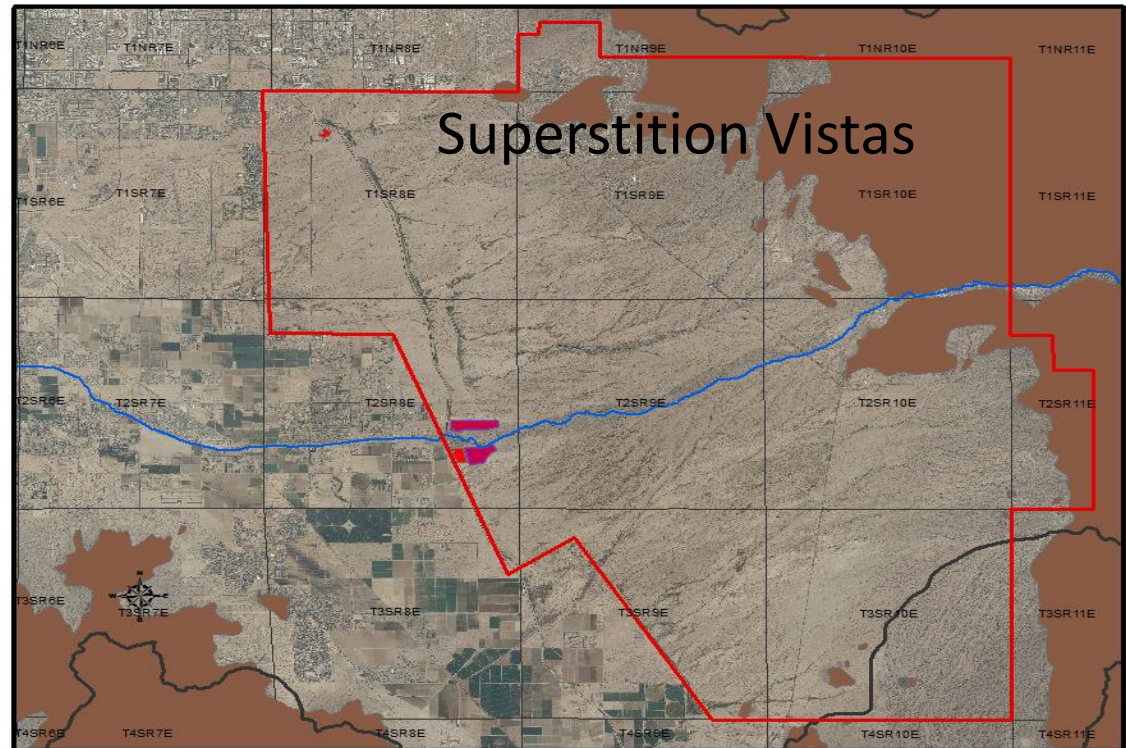 T1NR6E T1NR7E T1NR8E T1NR9E T1NR10E T1NR11E
Superstition Vistas
T1SR6E T1SR7E T1SR8E T1SR9E T1SR10E T1SR11E
T2SR6E T2SR7E T2SR8E T2SR9E T2SR10E T2SR11E
N
W E
S
T3SR6E T3SR7E T3SR8E T3SR9E T3SR10E T3SR11E
T4SR6E T4SR7E T4SR8E T4SR9E T4SR10E T4SR11E